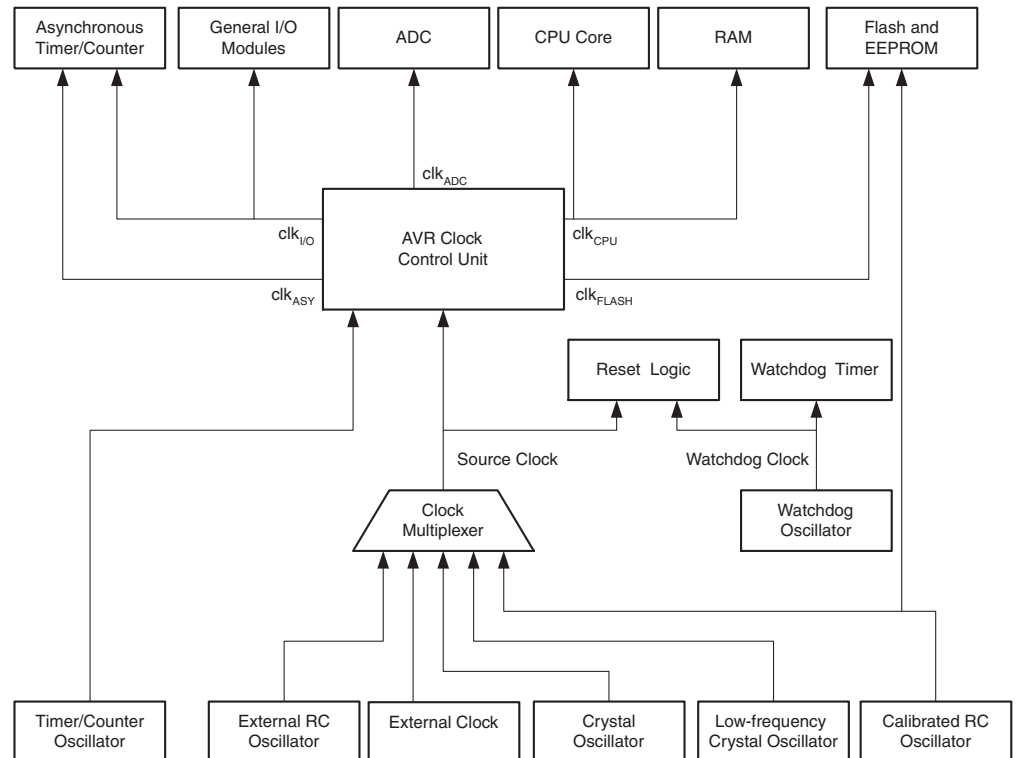 Asynchronous
Timer/Counter
General I/O
Modules
ADC
CPU Core
RAM
Flash and
EEPROM
clkADC
clkI/O
AVR Clock
Control Unit
clkCPU
clkASY
clkFLASH
Reset Logic
Watchdog Timer
Source Clock
Watchdog Clock
Clock
Multiplexer
Watchdog
Oscillator
Timer/Counter
Oscillator
External RC
Oscillator
External Clock
Crystal
Oscillator
Low-frequency
Crystal Oscillator
Calibrated RC
Oscillator